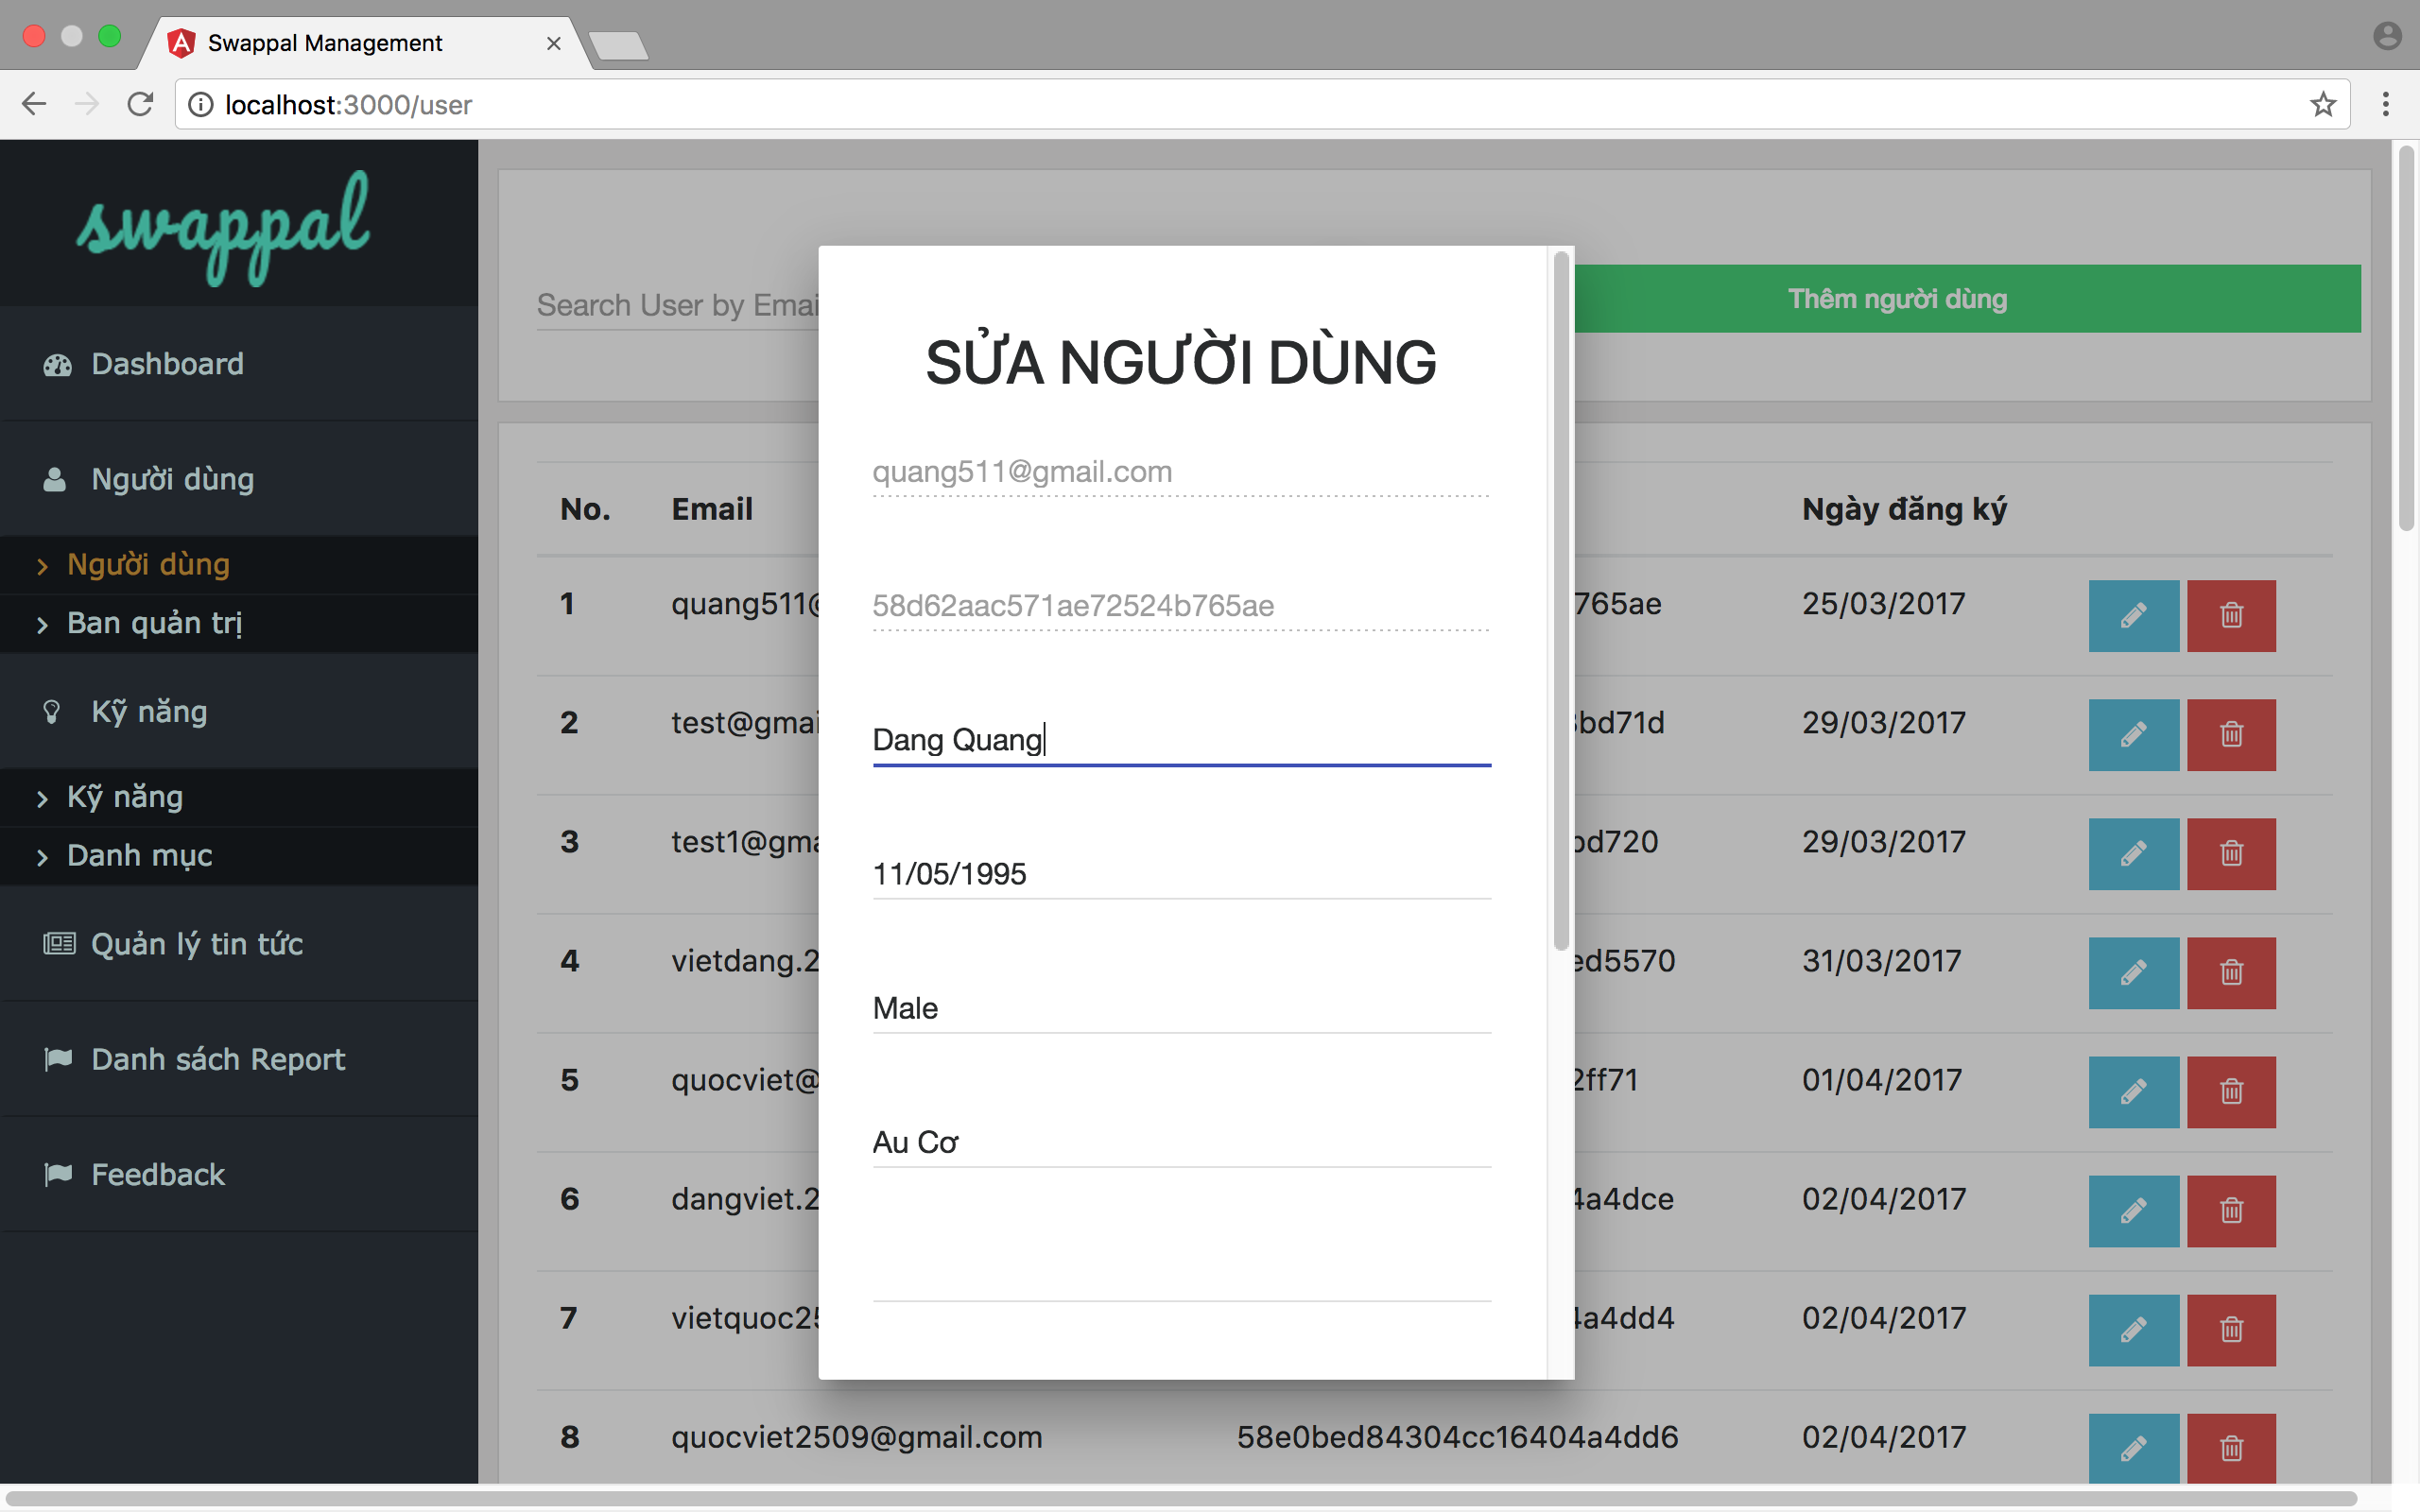 Swappal Management
localhost:3000/user
swappal
Dashboard
Người dùng
Người dùng
Ban quản trị
Kỹ năng
Kỹ năng
Danh mục
Quản lý tin tức
Danh sách Report
Feedback
Search User by Emai
Thêm người dùng
SỬA NGƯỜI DÙNG
quang511@gmail.com
58d62aac571ae72524b765ae
Dang Quang
11/05/1995
Male
Au Cơ
No. Email Ngày đăng ký
1 quang511@ 765ae 25/03/2017
2 test@gmai bd71d 29/03/2017
3 test1@gma bd720 29/03/2017
4 vietdang.2 ed5570 31/03/2017
5 quocviet@ 2ff71 01/04/2017
6 dangviet.2 4a4dce 02/04/2017
7 vietquoc25 4a4dd4 02/04/2017
8 quocviet2509@gmail.com 58e0bed84304cc16404a4dd6 02/04/2017